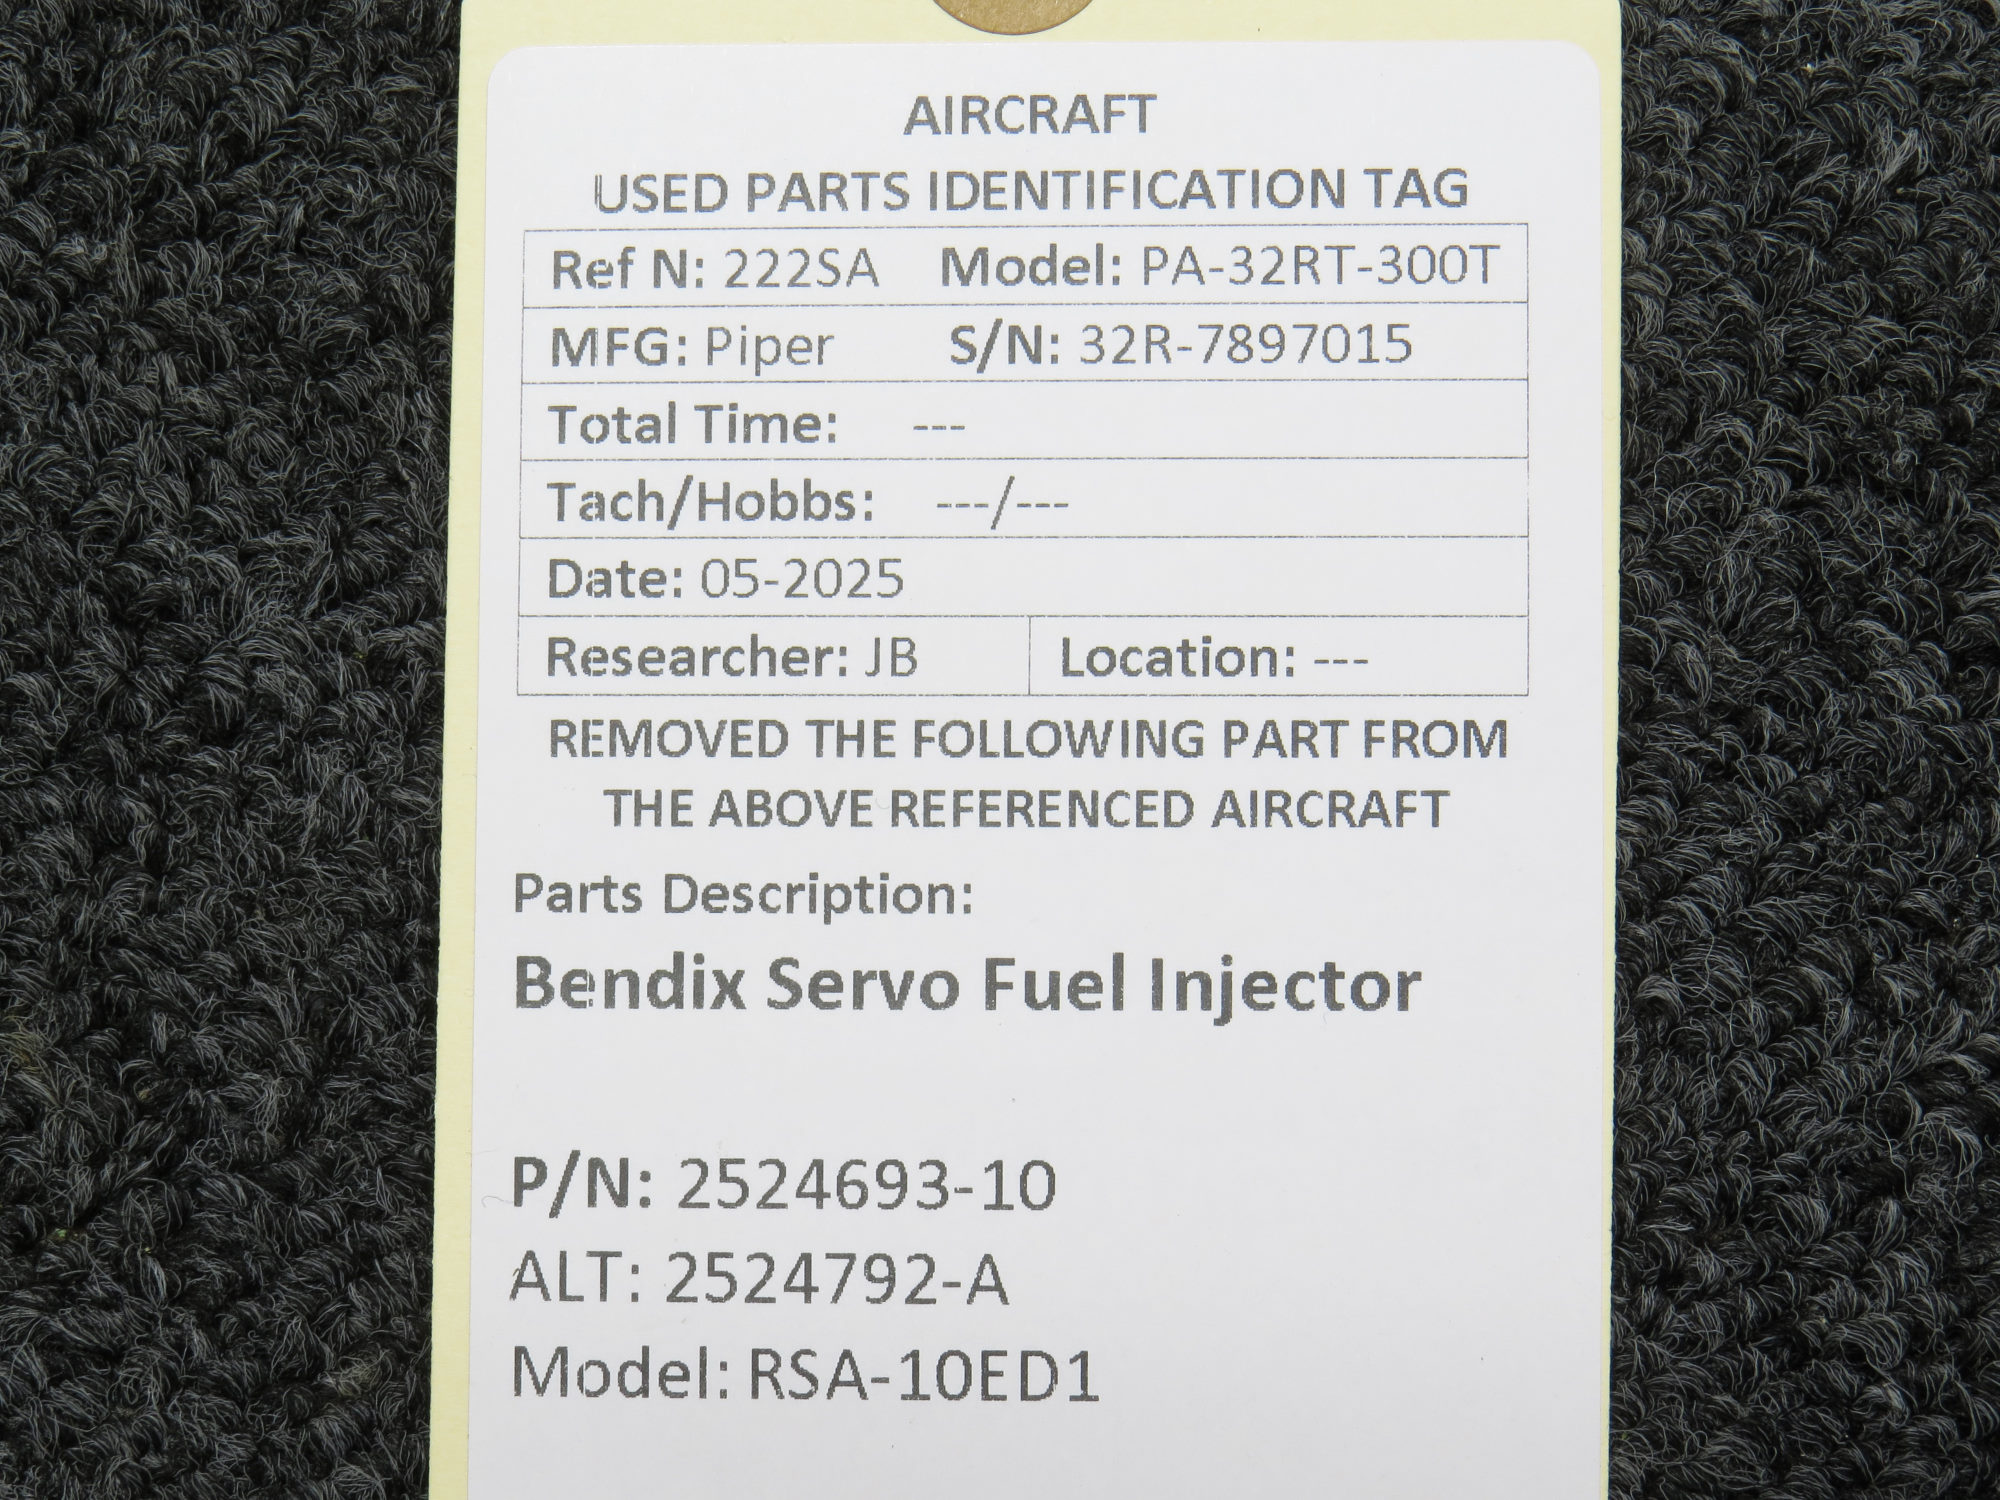 AIRCRAFT
USED PARTS IDENTIFICATION TAG
Ref N: 222SA Model: PA-32RT-300T
MFG: Piper S/N: 32R-7897015
Total Time: ---
Tach/Hobbs: ---/---
Date: 05-2025
Researcher: JB Location: ---
REMOVED THE FOLLOWING PART FROM
THE ABOVE REFERENCED AIRCRAFT
Parts Description:
Bendix Servo Fuel Injector
P/N: 2524693-10
ALT: 2524792-A
Model: RSA-10ED1